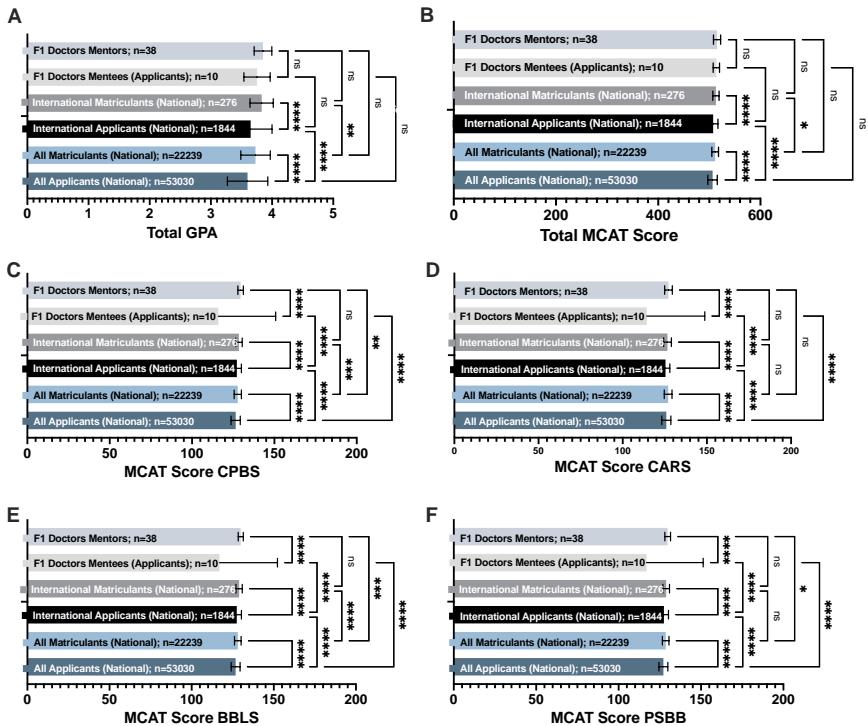 A
F1 Doctors Mentors; n=38
F1 Doctors Mentees (Applicants); n=10
International Matriculants (National); n=276
International Applicants (National); n=1844
All Matriculants (National); n=22239
All Applicants (National); n=53030
ns
ns
ns
ns
ns
****
**
****
****
****
0 1 2 3 4 5
Total GPA
B
F1 Doctors Mentors; n=38
F1 Doctors Mentees (Applicants); n=10
International Matriculants (National); n=276
International Applicants (National); n=1844
All Matriculants (National); n=22239
All Applicants (National); n=53030
ns
ns
ns
ns
ns
****
*
****
****
****
0 200 400 600
Total MCAT Score
C
F1 Doctors Mentors; n=38
F1 Doctors Mentees (Applicants); n=10
International Matriculants (National); n=276
International Applicants (National); n=1844
All Matriculants (National); n=22239
All Applicants (National); n=53030
****
ns
**
****
****
****
***
****
****
0 50 100 150 200
MCAT Score CPBS
D
F1 Doctors Mentors; n=38
F1 Doctors Mentees (Applicants); n=10
International Matriculants (National); n=276
International Applicants (National); n=1844
All Matriculants (National); n=22239
All Applicants (National); n=53030
****
ns
ns
****
****
****
ns
****
****
0 50 100 150 200
MCAT Score CARS
E
F1 Doctors Mentors; n=38
F1 Doctors Mentees (Applicants); n=10
International Matriculants (National); n=276
International Applicants (National); n=1844
All Matriculants (National); n=22239
All Applicants (National); n=53030
****
ns
***
****
****
****
****
****
****
0 50 100 150 200
MCAT Score BBLS
F
F1 Doctors Mentors; n=38
F1 Doctors Mentees (Applicants); n=10
International Matriculants (National); n=276
International Applicants (National); n=1844
All Matriculants (National); n=22239
All Applicants (National); n=53030
****
ns
*
****
****
****
ns
****
****
0 50 100 150 200
MCAT Score PSBB